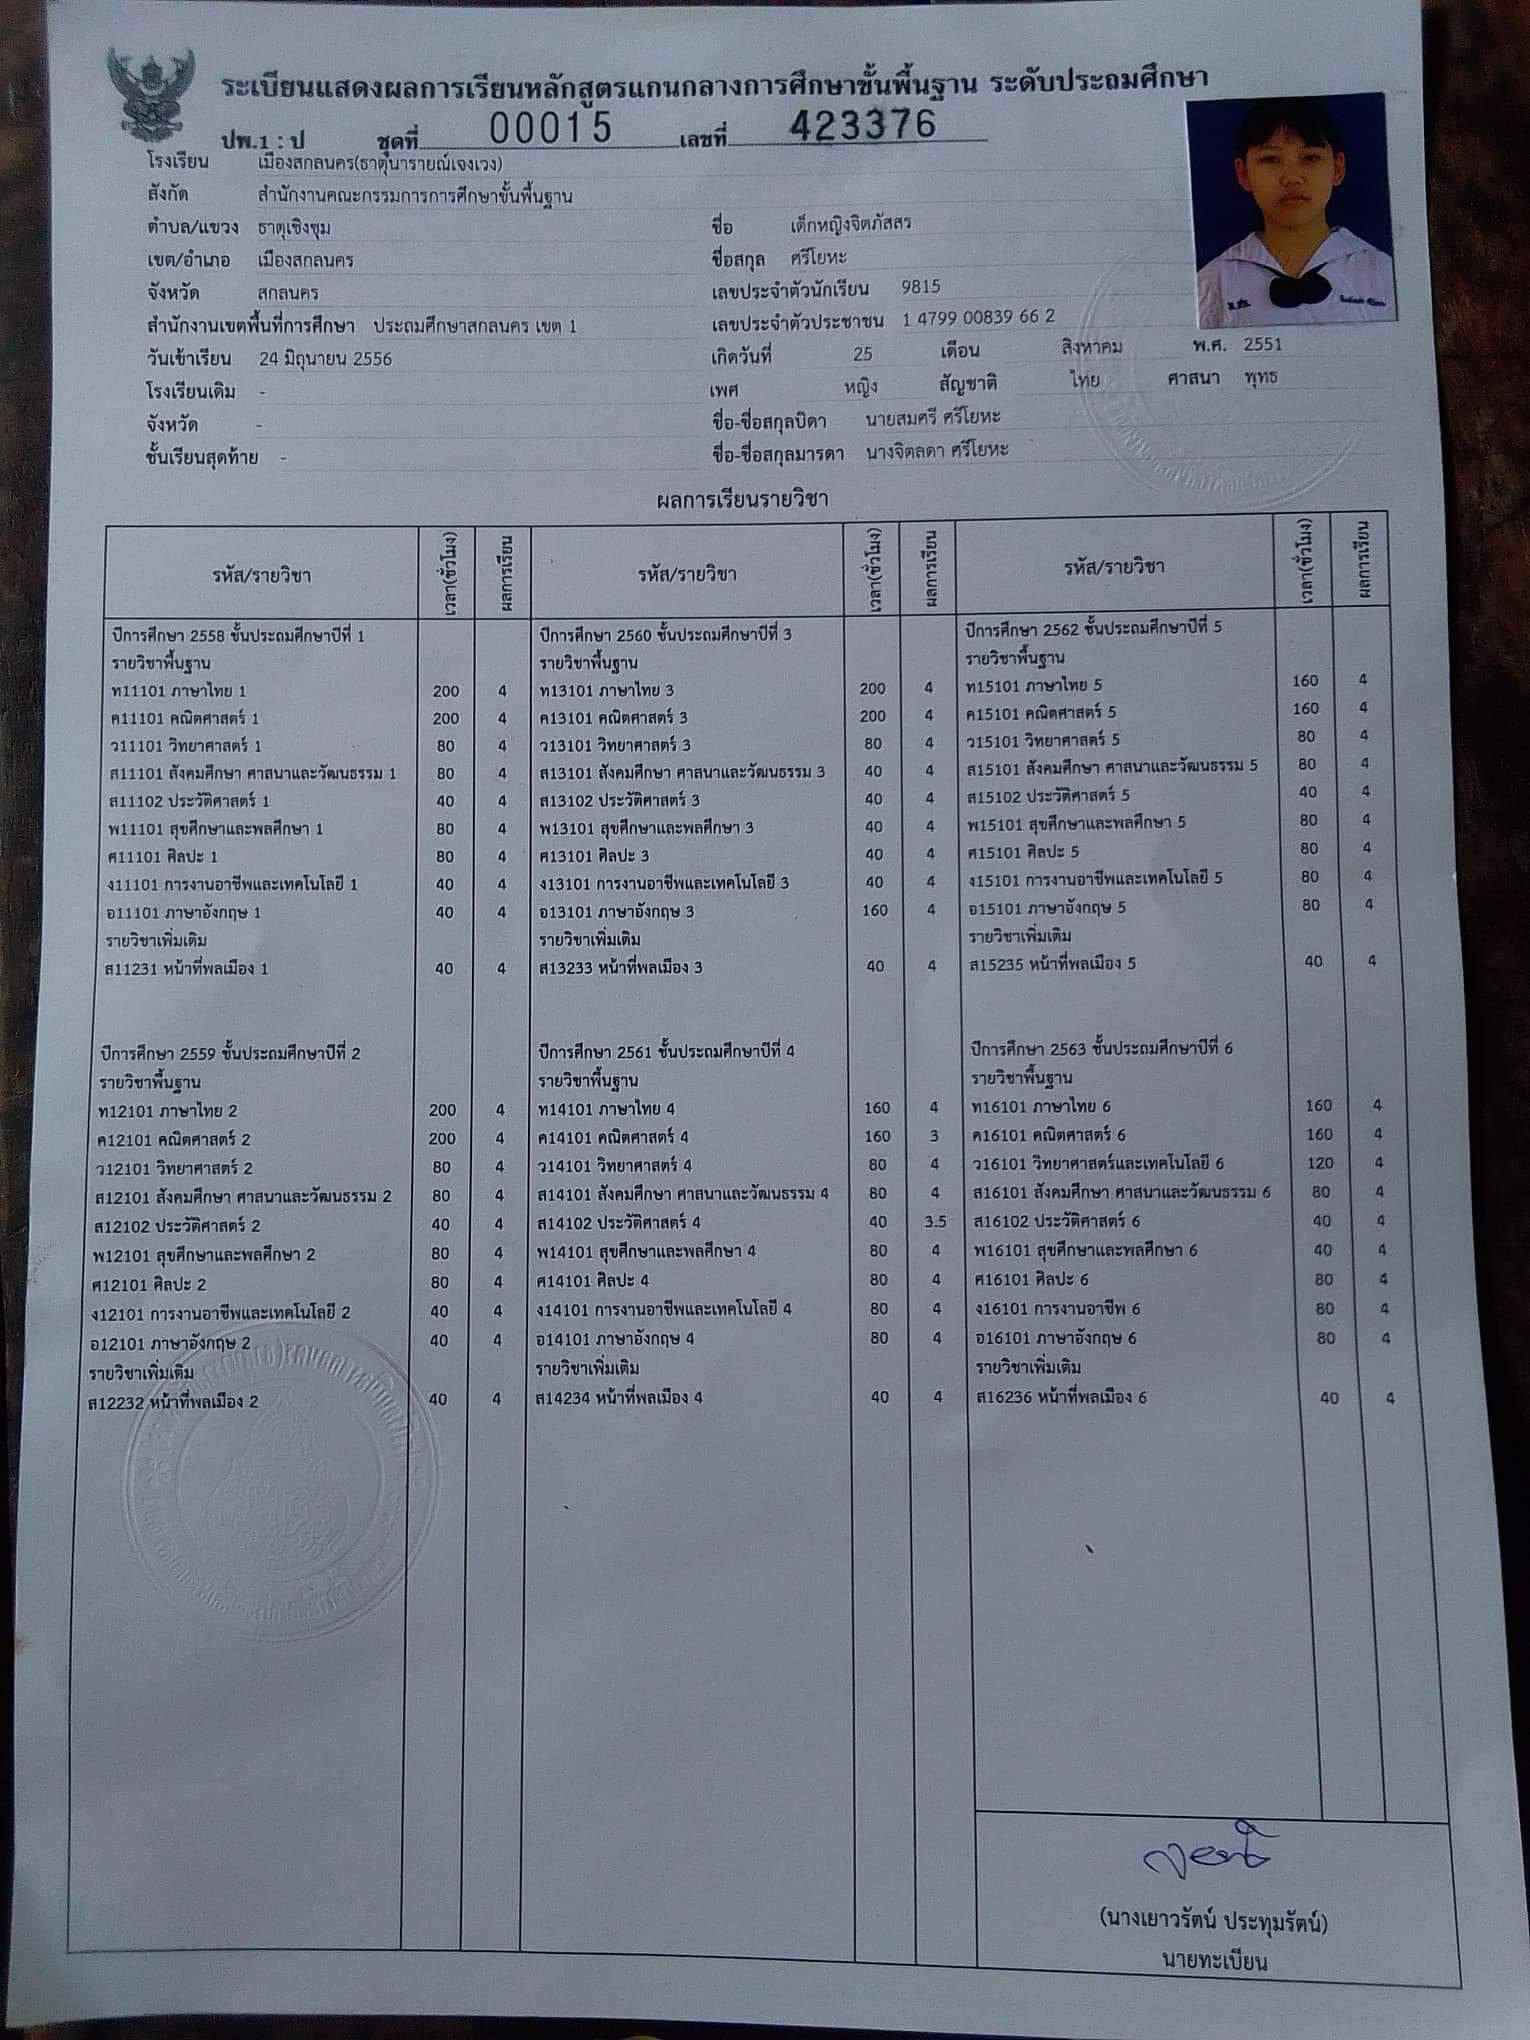 ระเบียนแสดงผลการเรียนหลักสูตรแกนกลางการศึกษาขั้นพื้นฐาน ระดับประถมศึกษา
ปพ.1 : ป ชุดที่ 00015 เลขที่ 423376
โรงเรียน เมืองสกลนคร(ธาตุนารายณ์เจงเวง)
สังกัด สำนักงานคณะกรรมการการศึกษาขั้นพื้นฐาน
ตำบล/แขวง ธาตุเชิงชุม
เขต/อำเภอ เมืองสกลนคร
จังหวัด สกลนคร
สำนักงานเขตพื้นที่การศึกษา ประถมศึกษาสกลนคร เขต 1
วันเข้าเรียน 24 มิถุนายน 2556
โรงเรียนเดิม -
จังหวัด -
ชั้นเรียนสุดท้าย -
ชื่อ เด็กหญิงจิตภัสสร
ชื่อสกุล ศรีโยหะ
เลขประจำตัวนักเรียน 9815
เลขประจำตัวประชาชน 1 4799 00839 66 2
เกิดวันที่ 25 เดือน สิงหาคม พ.ศ. 2551
เพศ หญิง สัญชาติ ไทย ศาสนา พุทธ
ชื่อ-ชื่อสกุลบิดา นายสมศรี ศรีโยหะ
ชื่อ-ชื่อสกุลมารดา นางจิตลดา ศรีโยหะ
ผลการเรียนรายวิชา
รหัส/รายวิชา เวลา(ชั่วโมง) ผลการเรียน
ปีการศึกษา 2558 ชั้นประถมศึกษาปีที่ 1
รายวิชาพื้นฐาน
ท11101 ภาษาไทย 1 200 4
ค11101 คณิตศาสตร์ 1 200 4
ว11101 วิทยาศาสตร์ 1 80 4
ส11101 สังคมศึกษา ศาสนาและวัฒนธรรม 1 80 4
ส11102 ประวัติศาสตร์ 1 40 4
พ11101 สุขศึกษาและพลศึกษา 1 80 4
ศ11101 ศิลปะ 1 80 4
ง11101 การงานอาชีพและเทคโนโลยี 1 40 4
อ11101 ภาษาอังกฤษ 1 40 4
รายวิชาเพิ่มเติม
ส11231 หน้าที่พลเมือง 1 40 4
ปีการศึกษา 2559 ชั้นประถมศึกษาปีที่ 2
รายวิชาพื้นฐาน
ท12101 ภาษาไทย 2 200 4
ค12101 คณิตศาสตร์ 2 200 4
ว12101 วิทยาศาสตร์ 2 80 4
ส12101 สังคมศึกษา ศาสนาและวัฒนธรรม 2 80 4
ส12102 ประวัติศาสตร์ 2 40 4
พ12101 สุขศึกษาและพลศึกษา 2 80 4
ศ12101 ศิลปะ 2 80 4
ง12101 การงานอาชีพและเทคโนโลยี 2 40 4
อ12101 ภาษาอังกฤษ 2 40 4
รายวิชาเพิ่มเติม
ส12232 หน้าที่พลเมือง 2 40 4
รหัส/รายวิชา เวลา(ชั่วโมง) ผลการเรียน
ปีการศึกษา 2560 ชั้นประถมศึกษาปีที่ 3
รายวิชาพื้นฐาน
ท13101 ภาษาไทย 3 200 4
ค13101 คณิตศาสตร์ 3 200 4
ว13101 วิทยาศาสตร์ 3 80 4
ส13101 สังคมศึกษา ศาสนาและวัฒนธรรม 3 40 4
ส13102 ประวัติศาสตร์ 3 40 4
พ13101 สุขศึกษาและพลศึกษา 3 40 4
ศ13101 ศิลปะ 3 40 4
ง13101 การงานอาชีพและเทคโนโลยี 3 40 4
อ13101 ภาษาอังกฤษ 3 160 4
รายวิชาเพิ่มเติม
ส13233 หน้าที่พลเมือง 3 40 4
ปีการศึกษา 2561 ชั้นประถมศึกษาปีที่ 4
รายวิชาพื้นฐาน
ท14101 ภาษาไทย 4 160 4
ค14101 คณิตศาสตร์ 4 160 3
ว14101 วิทยาศาสตร์ 4 80 4
ส14101 สังคมศึกษา ศาสนาและวัฒนธรรม 4 80 4
ส14102 ประวัติศาสตร์ 4 40 3.5
พ14101 สุขศึกษาและพลศึกษา 4 80 4
ศ14101 ศิลปะ 4 80 4
ง14101 การงานอาชีพและเทคโนโลยี 4 80 4
อ14101 ภาษาอังกฤษ 4 80 4
รายวิชาเพิ่มเติม
ส14234 หน้าที่พลเมือง 4 40 4
รหัส/รายวิชา เวลา(ชั่วโมง) ผลการเรียน
ปีการศึกษา 2562 ชั้นประถมศึกษาปีที่ 5
รายวิชาพื้นฐาน
ท15101 ภาษาไทย 5 160 4
ค15101 คณิตศาสตร์ 5 160 4
ว15101 วิทยาศาสตร์ 5 80 4
ส15101 สังคมศึกษา ศาสนาและวัฒนธรรม 5 80 4
ส15102 ประวัติศาสตร์ 5 40 4
พ15101 สุขศึกษาและพลศึกษา 5 80 4
ศ15101 ศิลปะ 5 80 4
ง15101 การงานอาชีพและเทคโนโลยี 5 80 4
อ15101 ภาษาอังกฤษ 5 80 4
รายวิชาเพิ่มเติม
ส15235 หน้าที่พลเมือง 5 40 4
ปีการศึกษา 2563 ชั้นประถมศึกษาปีที่ 6
รายวิชาพื้นฐาน
ท16101 ภาษาไทย 6 160 4
ค16101 คณิตศาสตร์ 6 160 4
ว16101 วิทยาศาสตร์และเทคโนโลยี 6 120 4
ส16101 สังคมศึกษา ศาสนาและวัฒนธรรม 6 80 4
ส16102 ประวัติศาสตร์ 6 40 4
พ16101 สุขศึกษาและพลศึกษา 6 40 4
ศ16101 ศิลปะ 6 80 4
ง16101 การงานอาชีพ 6 80 4
อ16101 ภาษาอังกฤษ 6 80 4
รายวิชาเพิ่มเติม
ส16236 หน้าที่พลเมือง 6 40 4
(นางเยาวรัตน์ ประทุมรัตน์)
นายทะเบียน